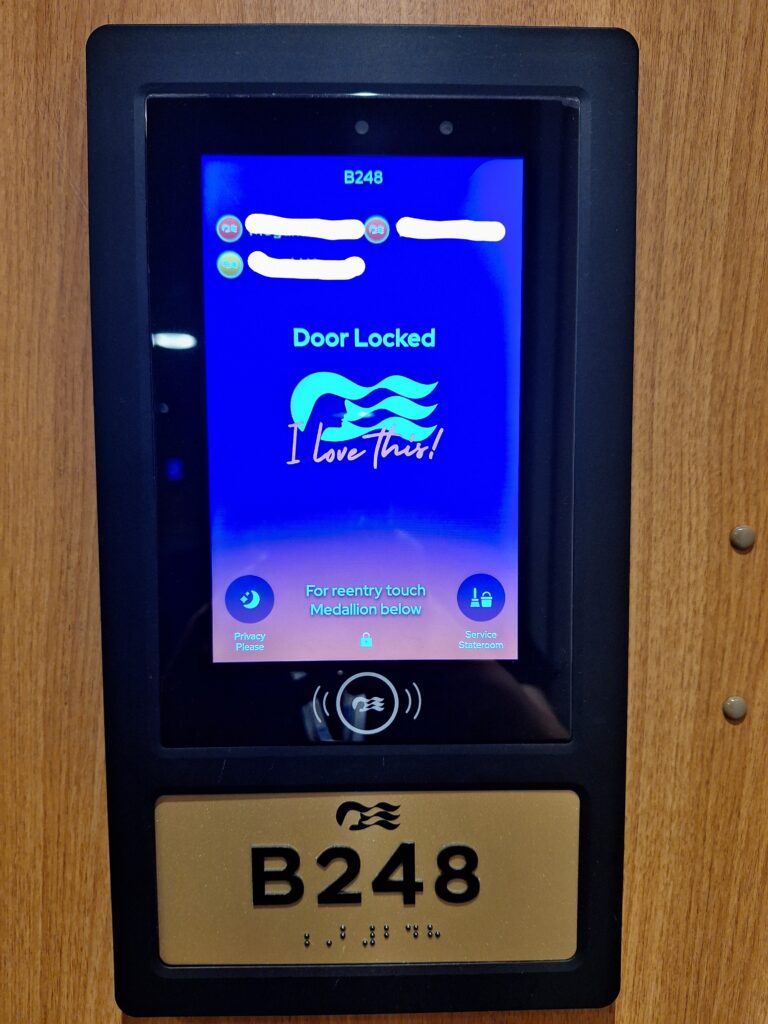 B248
Door Locked
I love this!
For reentry touch
Medallion below
Privacy
Please
Service
Stateroom
B248